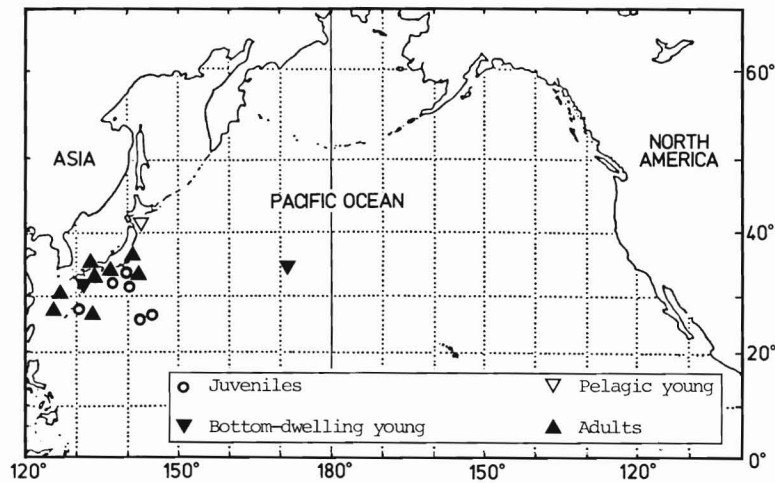 60°
ASIA
NORTH
AMERICA
PACIFIC OCEAN
40°
20°
Juveniles
Pelagic young
Bottom-dwelling young
Adults
0°
120°
150°
180°
150°
120°